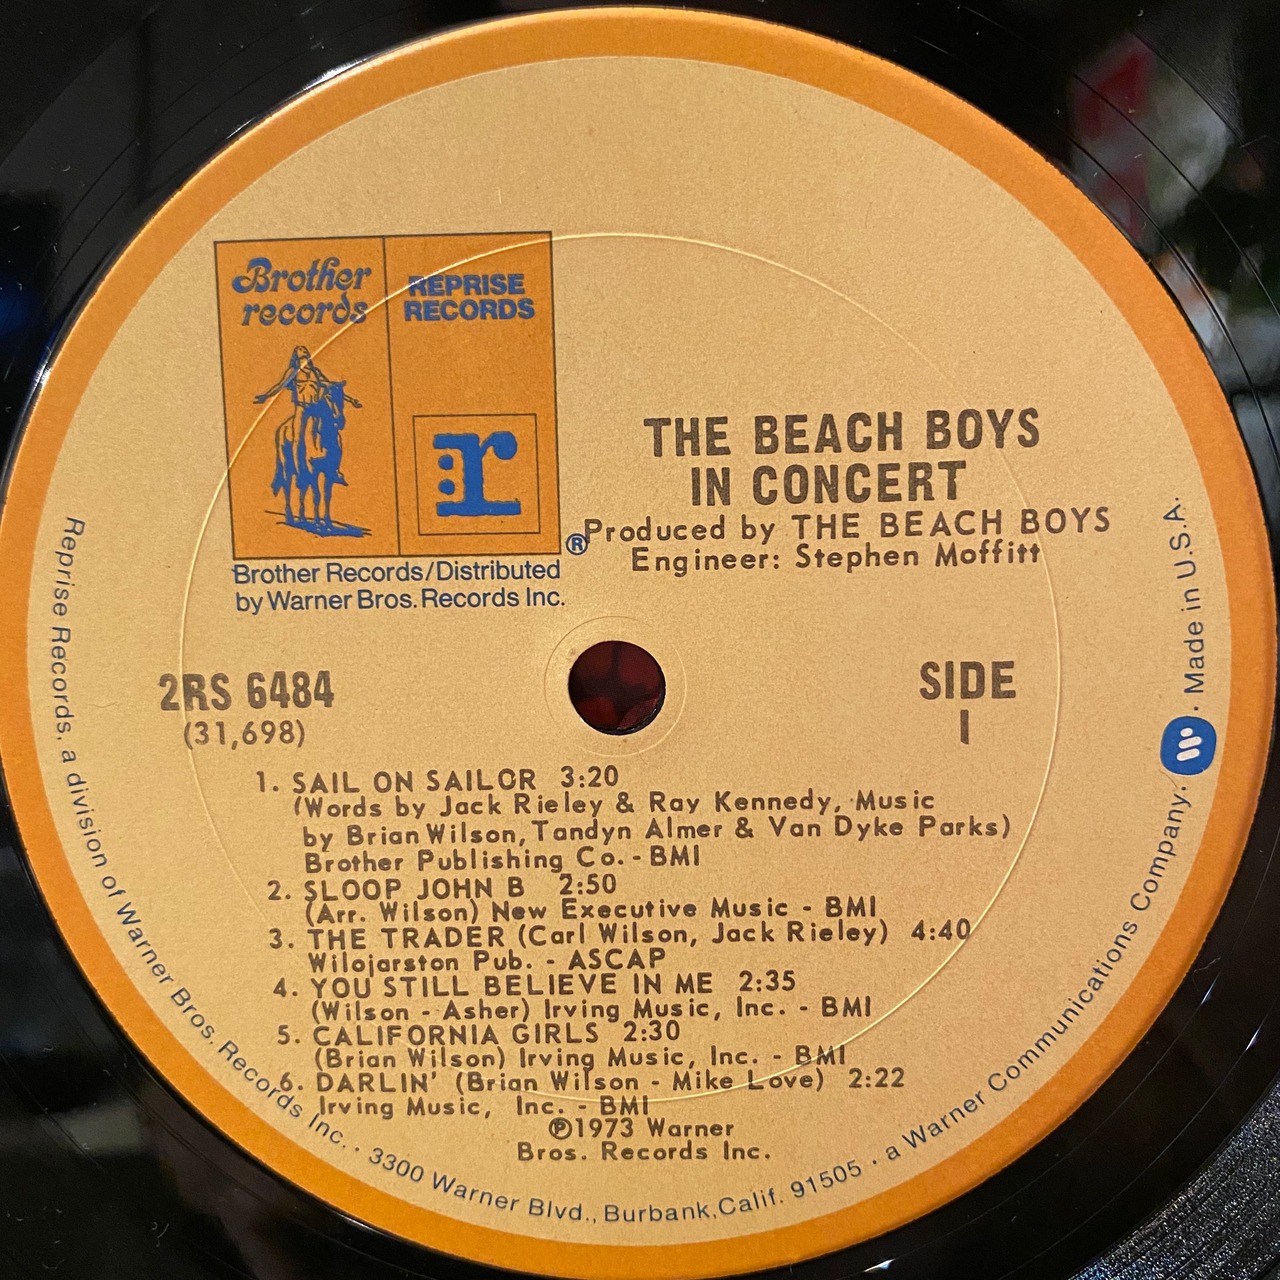 Brother
records
REPRISE
RECORDS
r
®
Brother Records/Distributed
by Warner Bros. Records Inc.
THE BEACH BOYS
IN CONCERT
Produced by THE BEACH BOYS
Engineer: Stephen Moffitt
2RS 6484
(31,698)
SIDE
1
1. SAIL ON SAILOR 3:20
(Words by Jack Rieley & Ray Kennedy, Music
by Brian Wilson, Tandyn Almer & Van Dyke Parks)
Brother Publishing Co. - BMI
2. SLOOP JOHN B 2:50
(Arr. Wilson) New Executive Music - BMI
3. THE TRADER (Carl Wilson, Jack Rieley) 4:40
Wilojarston Pub. - ASCAP
4. YOU STILL BELIEVE IN ME 2:35
(Wilson - Asher) Irving Music, Inc. - BMI
5. CALIFORNIA GIRLS 2:30
(Brian Wilson) Irving Music, Inc. - BMI
6. DARLIN' (Brian Wilson - Mike Love) 2:22
Irving Music, Inc. - BMI
℗1973 Warner
Bros. Records Inc.
Reprise Records, a division of Warner Bros. Records Inc. · 3300 Warner Blvd., Burbank, Calif. 91505 · a Warner Communications Company. W · Made in U.S.A.